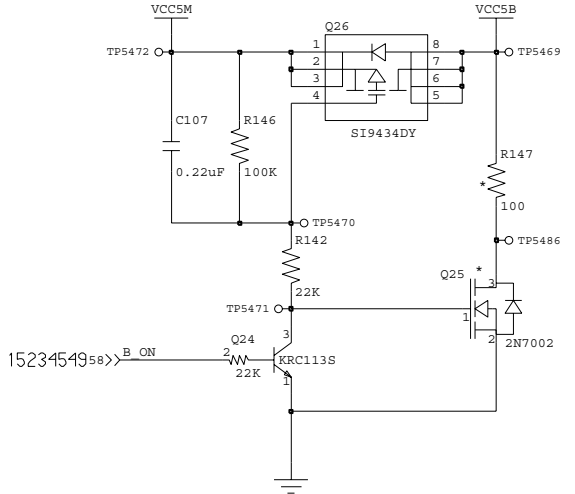 VCC5M
VCC5B
Q26
TP5472
1
8
TP5469
2
7
3
6
4
5
SI9434DY
C107
R146
0.22uF
100K
R147
*
100
TP5470
R142
TP5486
22K
Q25
*
3
TP5471
1
2
2N7002
3
Q24
1523454958
B_ON
2
KRC113S
22K
1